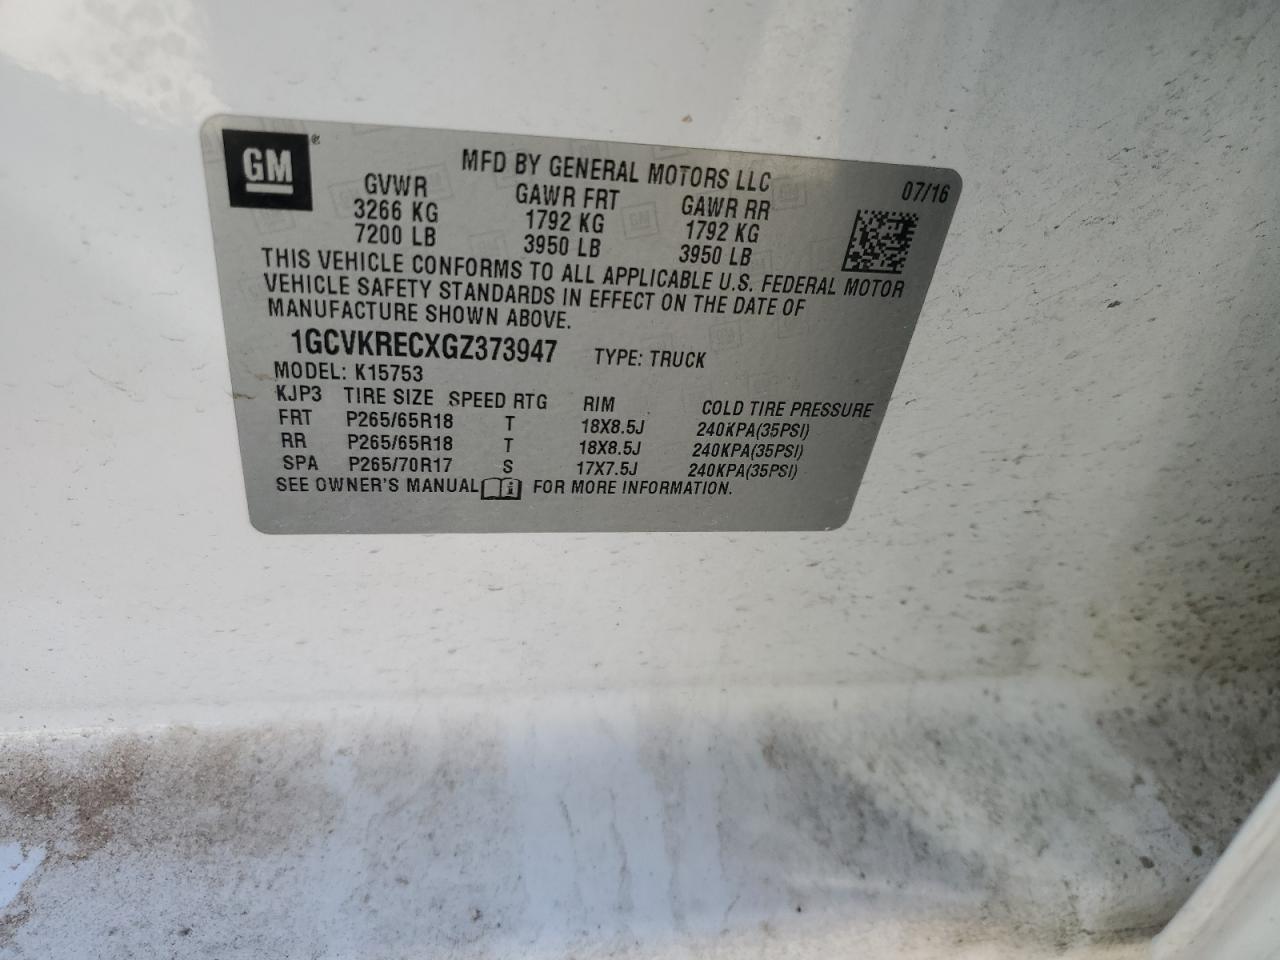 GM
MFD BY GENERAL MOTORS LLC
07/16
GVWR GAWR FRT GAWR RR
3266 KG 1792 KG 1792 KG
7200 LB 3950 LB 3950 LB
THIS VEHICLE CONFORMS TO ALL APPLICABLE U.S. FEDERAL MOTOR
VEHICLE SAFETY STANDARDS IN EFFECT ON THE DATE OF
MANUFACTURE SHOWN ABOVE.
1GCVKRECXGZ373947 TYPE: TRUCK
MODEL: K15753
KJP3 TIRE SIZE SPEED RTG RIM COLD TIRE PRESSURE
FRT P265/65R18 T 18X8.5J 240KPA(35PSI)
RR P265/65R18 T 18X8.5J 240KPA(35PSI)
SPA P265/70R17 S 17X7.5J 240KPA(35PSI)
SEE OWNER'S MANUAL FOR MORE INFORMATION.